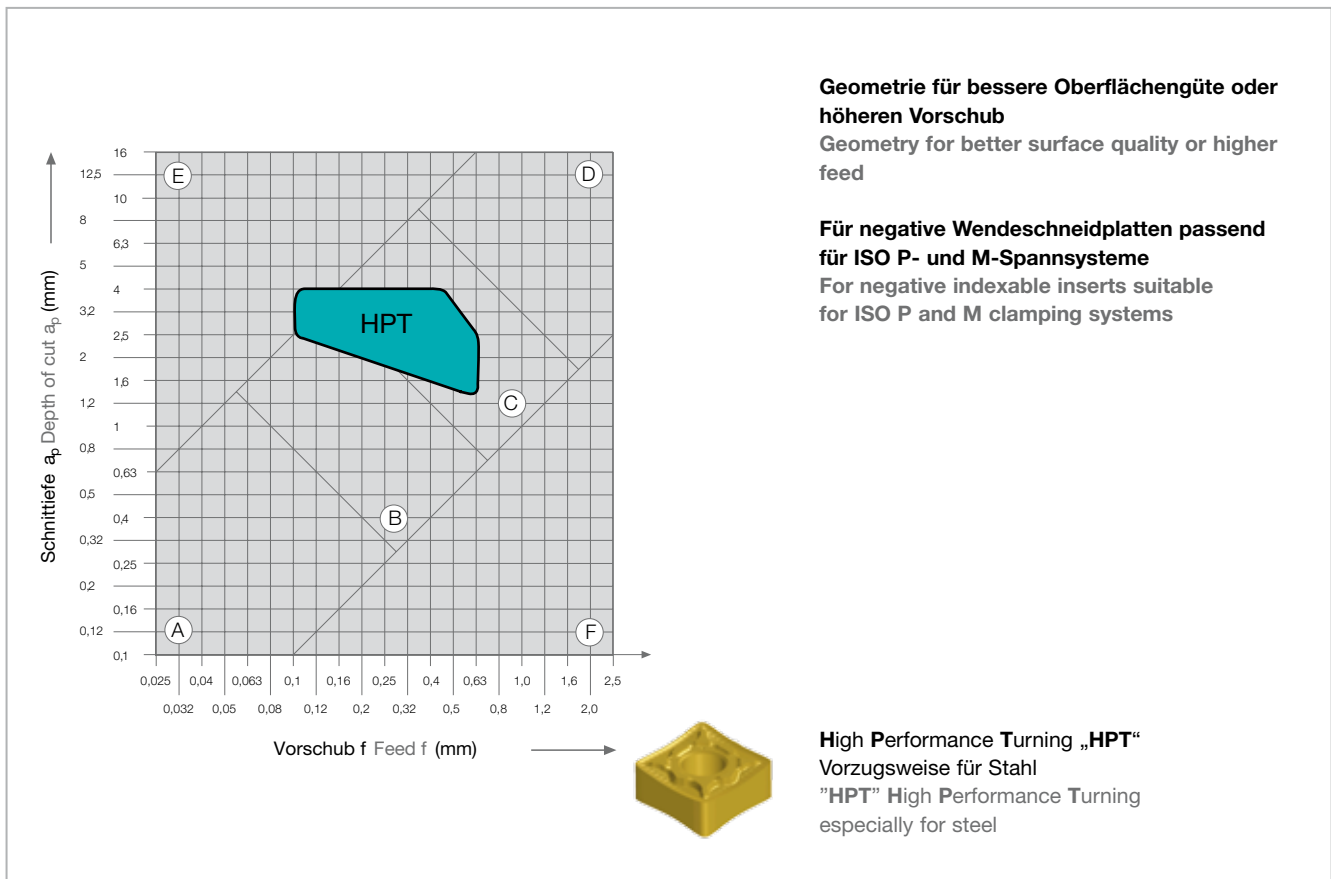 Geometrie für bessere Oberflächengüte oder
höheren Vorschub
Geometry for better surface quality or higher
feed
Für negative Wendeschneidplatten passend
für ISO P- und M-Spannsysteme
For negative indexable inserts suitable
for ISO P and M clamping systems
Schnittiefe ap Depth of cut ap (mm)
16
12,5
10
8
6,3
5
4
3,2
2,5
2
1,6
1,2
1
0,8
0,63
0,5
0,4
0,32
0,25
0,2
0,16
0,12
0,1
E
D
HPT
C
B
A
F
0,025 0,04 0,063 0,1 0,16 0,25 0,4 0,63 1,0 1,6 2,5
0,032 0,05 0,08 0,12 0,2 0,32 0,5 0,8 1,2 2,0
Vorschub f Feed f (mm)
High Performance Turning „HPT“
Vorzugsweise für Stahl
”HPT” High Performance Turning
especially for steel